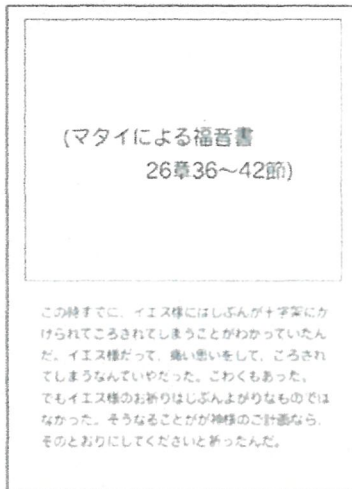 (マタイによる福音書
26章36～42節)
この時すでに、イエス様にはじぶんが十字架にか
けられてころされてしまうことがわかっていたん
だ。イエス様だって、痛い思いをして、ころされ
てしまうなんていやだった。こわくもあった。
でもイエス様のお祈りはじぶんよがりなものでは
なかった。そうなることがが神様のご計画なら、
そのとおりにしてくださいと祈ったんだ。